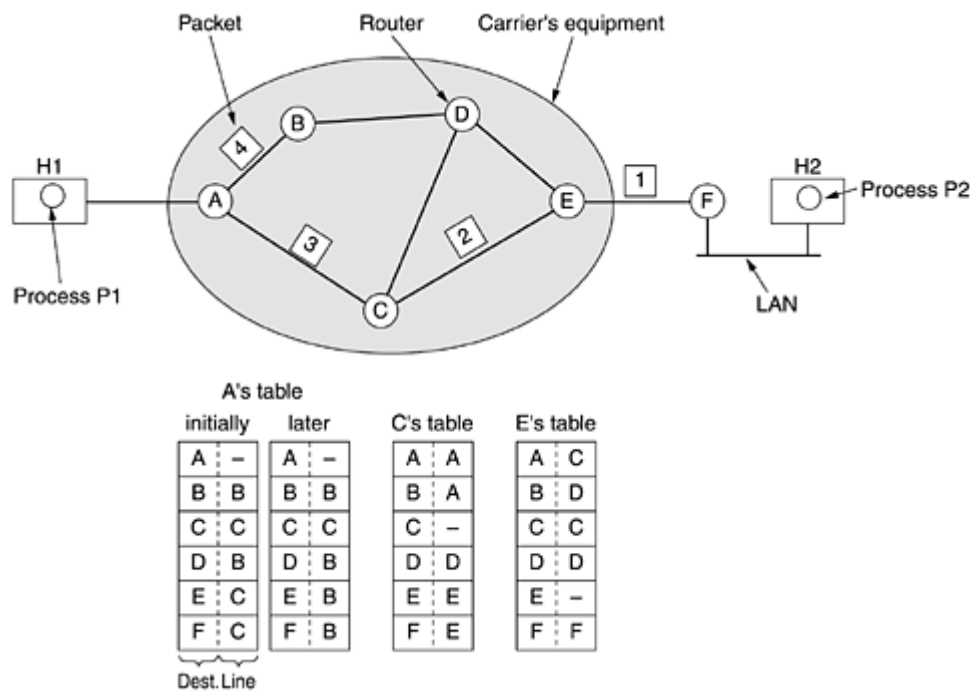 Packet
Router
Carrier's equipment
B
D
4
H1
1
H2
A
E
F
Process P2
3
2
Process P1
C
LAN
A's table
initially later C's table E's table
A – A – A A A C
B B B B B A B D
C C C C C – C C
D B D B D D D D
E C E B E E E –
F C F B F E F F
Dest. Line